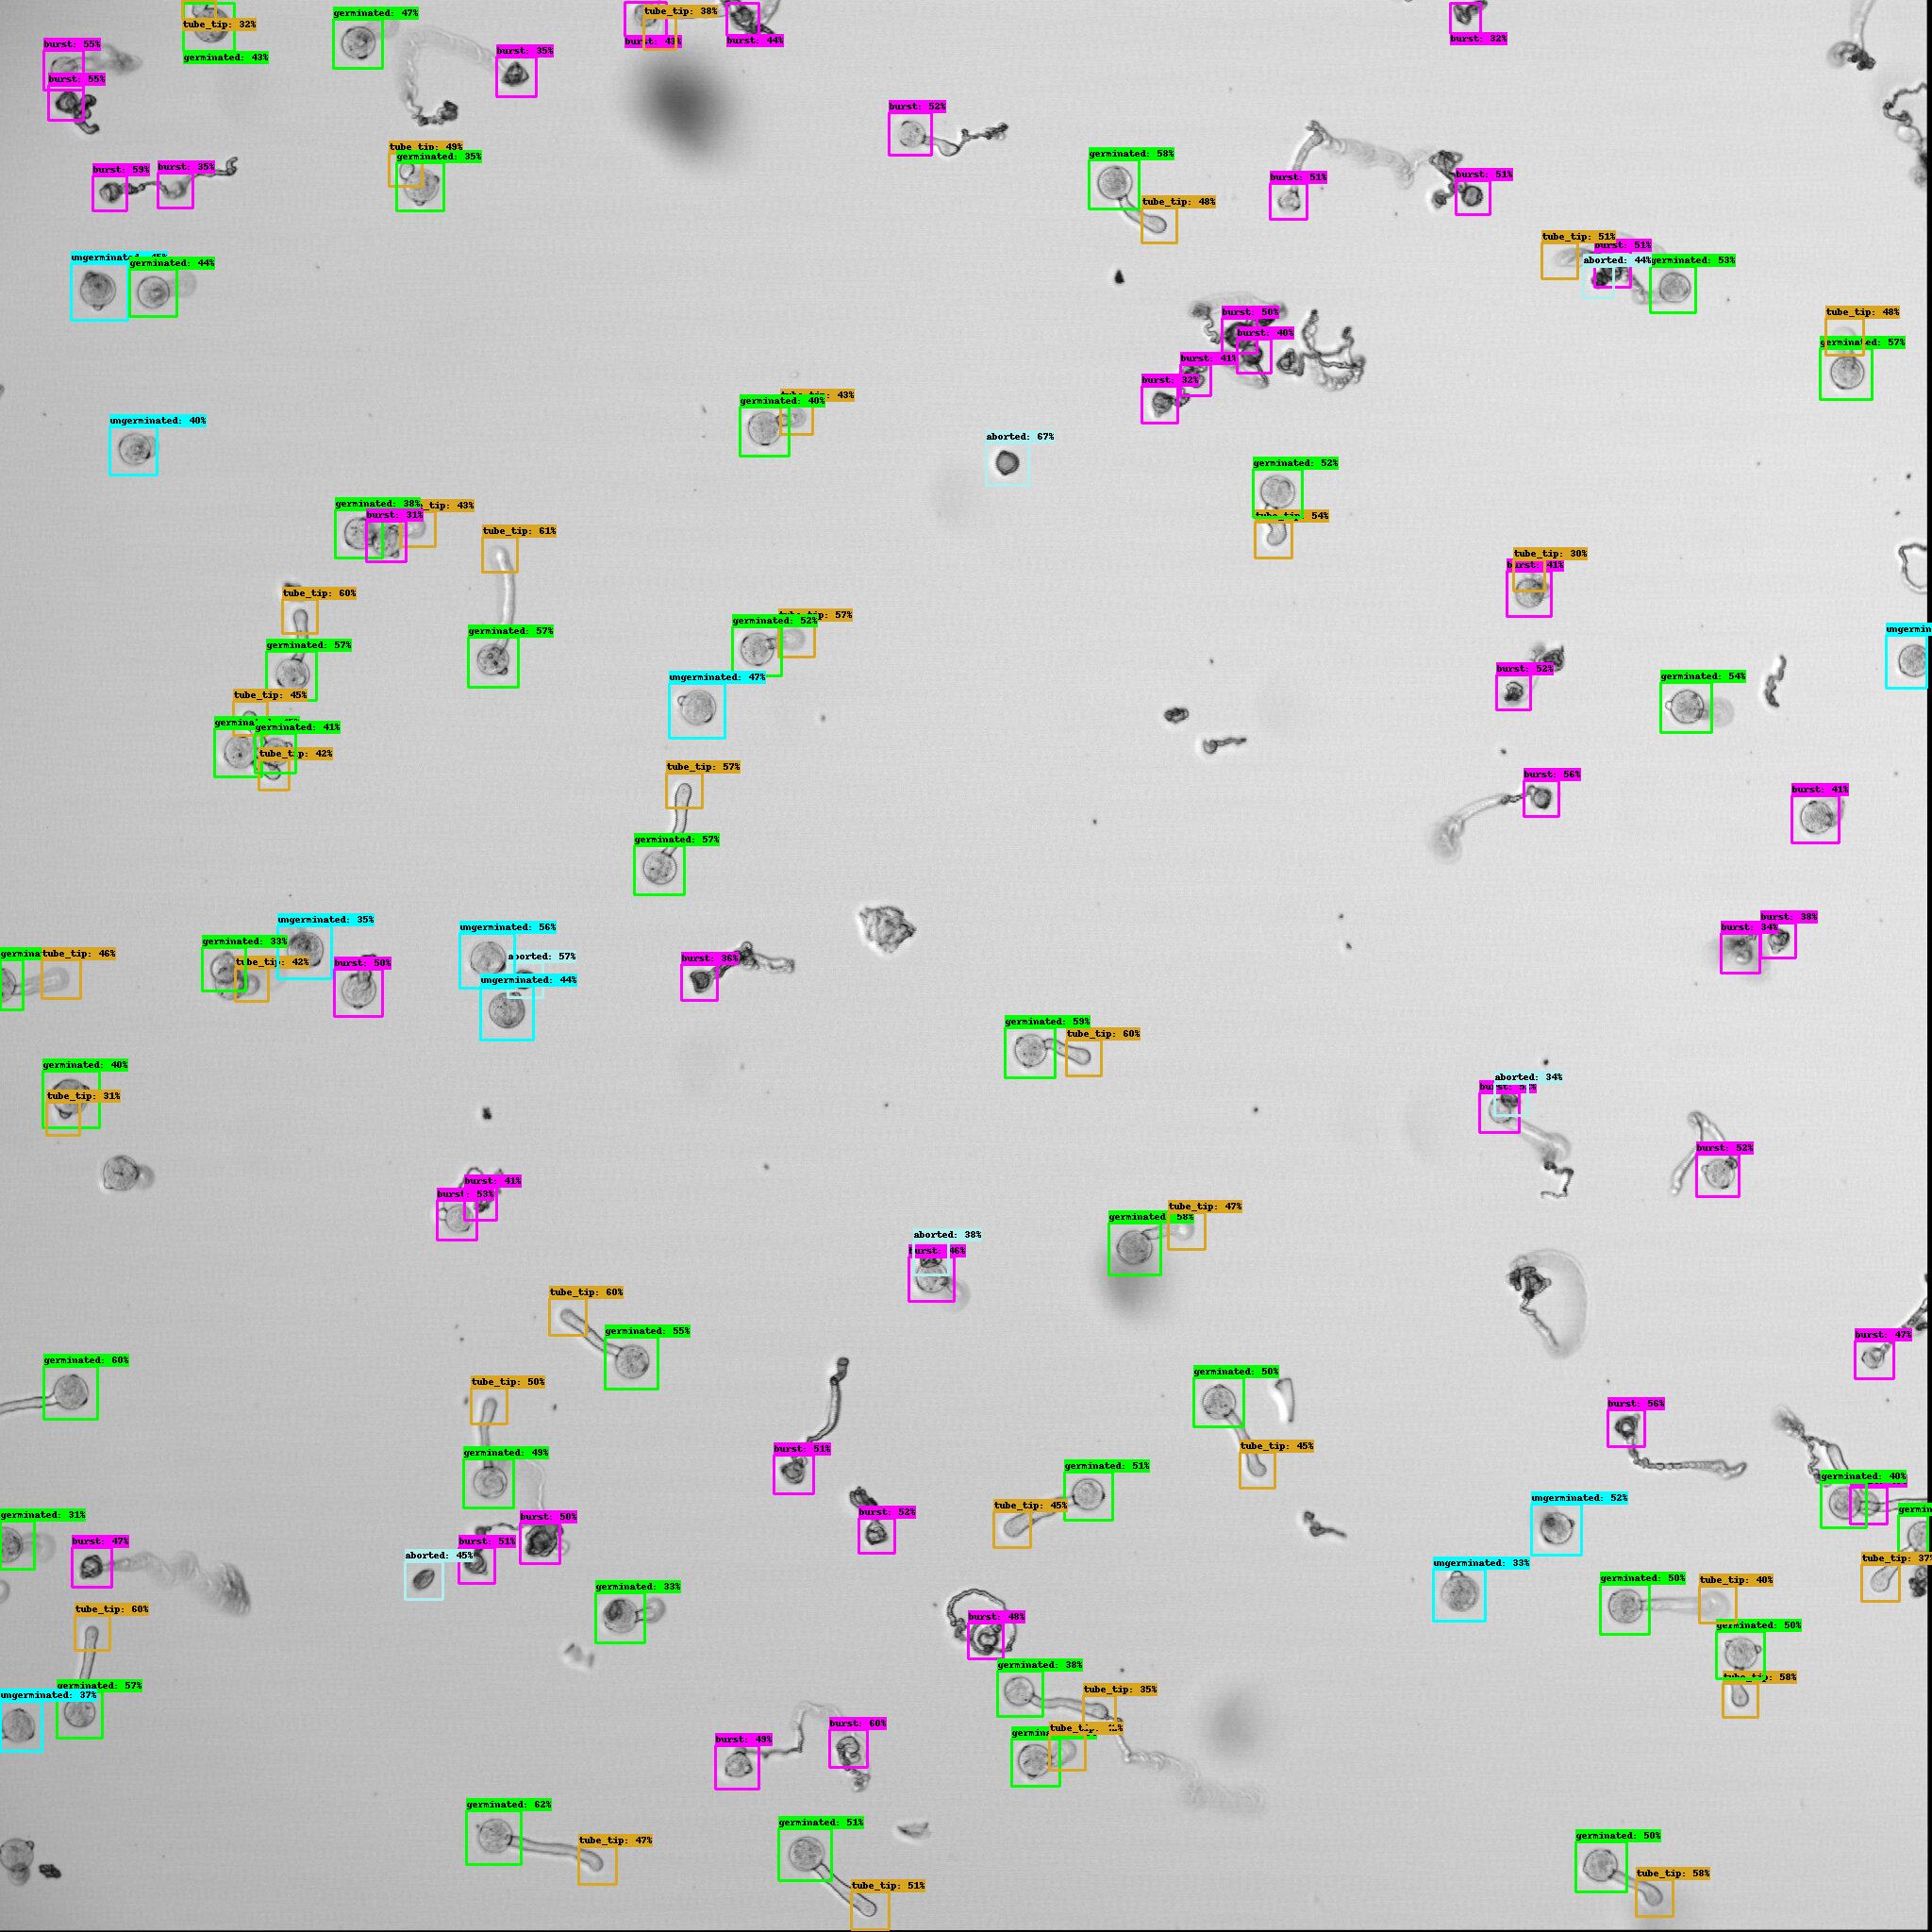 germinated: 47%
tube_tip: 38%
tube_tip: 32%
burst: 43%
burst: 44%
burst: 32%
burst: 55%
germinated: 43%
burst: 35%
burst: 55%
burst: 52%
tube_tip: 49%
germinated: 35%
germinated: 58%
burst: 59%
burst: 35%
burst: 51%
burst: 51%
tube_tip: 48%
tube_tip: 51%
burst: 51%
germinated: 44%
aborted: 44%
germinated: 53%
burst: 50%
tube_tip: 48%
burst: 40%
germinated: 57%
burst: 41%
burst: 32%
germinated: 40%
ungerminated: 40%
aborted: 67%
germinated: 52%
germinated: 38%
burst: 31%
tube_tip: 61%
tube_tip: 54%
tube_tip: 30%
tube_tip: 60%
germinated: 52%
germinated: 57%
germinated: 57%
burst: 52%
ungerminated: 47%
germinated: 54%
tube_tip: 45%
germinated: 41%
tube_tip: 42%
tube_tip: 57%
burst: 56%
burst: 41%
germinated: 57%
ungerminated: 35%
ungerminated: 56%
burst: 38%
burst: 34%
germinated: 33%
tube_tip: 46%
tube_tip: 42%
burst: 50%
aborted: 57%
burst: 36%
ungerminated: 44%
germinated: 59%
tube_tip: 60%
germinated: 40%
aborted: 34%
tube_tip: 31%
burst: 52%
burst: 41%
burst: 53%
tube_tip: 47%
aborted: 38%
tube_tip: 60%
germinated: 55%
burst: 47%
germinated: 60%
germinated: 50%
tube_tip: 50%
burst: 56%
germinated: 49%
burst: 51%
tube_tip: 45%
germinated: 51%
germinated: 40%
ungerminated: 52%
tube_tip: 45%
germinated: 31%
burst: 50%
burst: 52%
burst: 47%
burst: 51%
aborted: 45%
ungerminated: 33%
tube_tip: 37%
germinated: 33%
germinated: 50%
tube_tip: 40%
tube_tip: 60%
burst: 48%
germinated: 50%
germinated: 38%
tube_tip: 58%
germinated: 57%
ungerminated: 37%
tube_tip: 35%
burst: 60%
burst: 49%
germinated: 62%
germinated: 51%
germinated: 50%
tube_tip: 47%
tube_tip: 58%
tube_tip: 51%